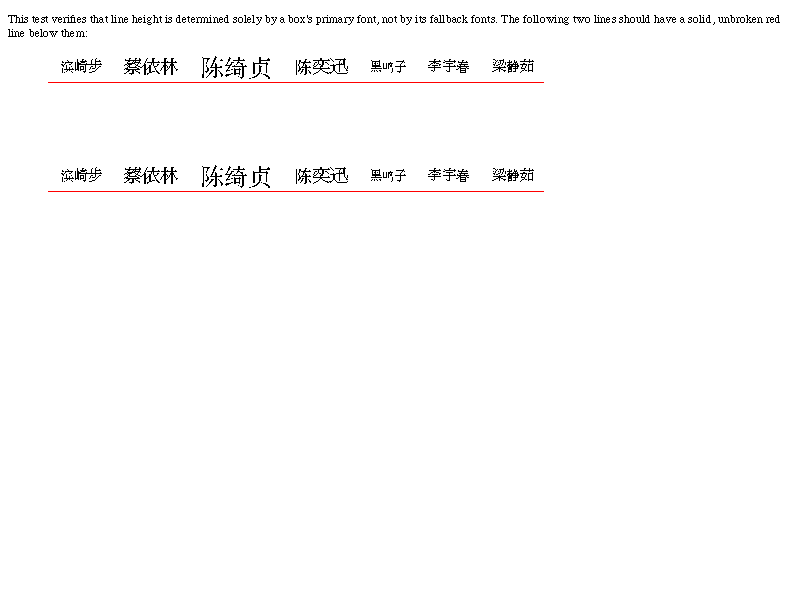 This test verifies that line height is determined solely by a box's primary font, not by its fallback fonts. The following two lines should have a solid, unbroken red
line below them:
滨崎步 蔡依林 陈绮贞 陈奕迅 黑鸭子 李宇春 梁静茹
滨崎步 蔡依林 陈绮贞 陈奕迅 黑鸭子 李宇春 梁静茹